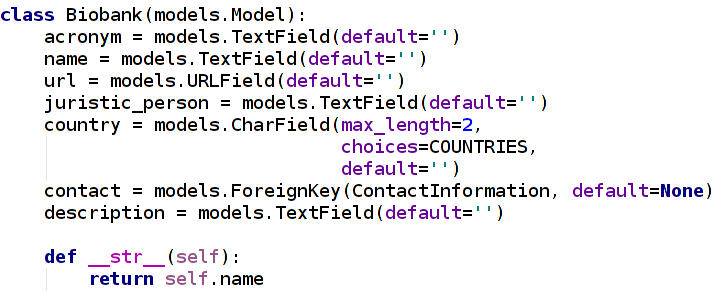 class Biobank(models.Model):
    acronym = models.TextField(default='')
    name = models.TextField(default='')
    url = models.URLField(default='')
    juristic_person = models.TextField(default='')
    country = models.CharField(max_length=2,
                               choices=COUNTRIES,
                               default='')
    contact = models.ForeignKey(ContactInformation, default=None)
    description = models.TextField(default='')

    def __str__(self):
        return self.name